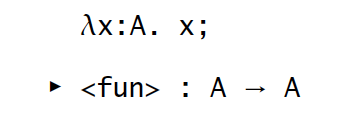 λx:A. x;
▸ <fun> : A → A